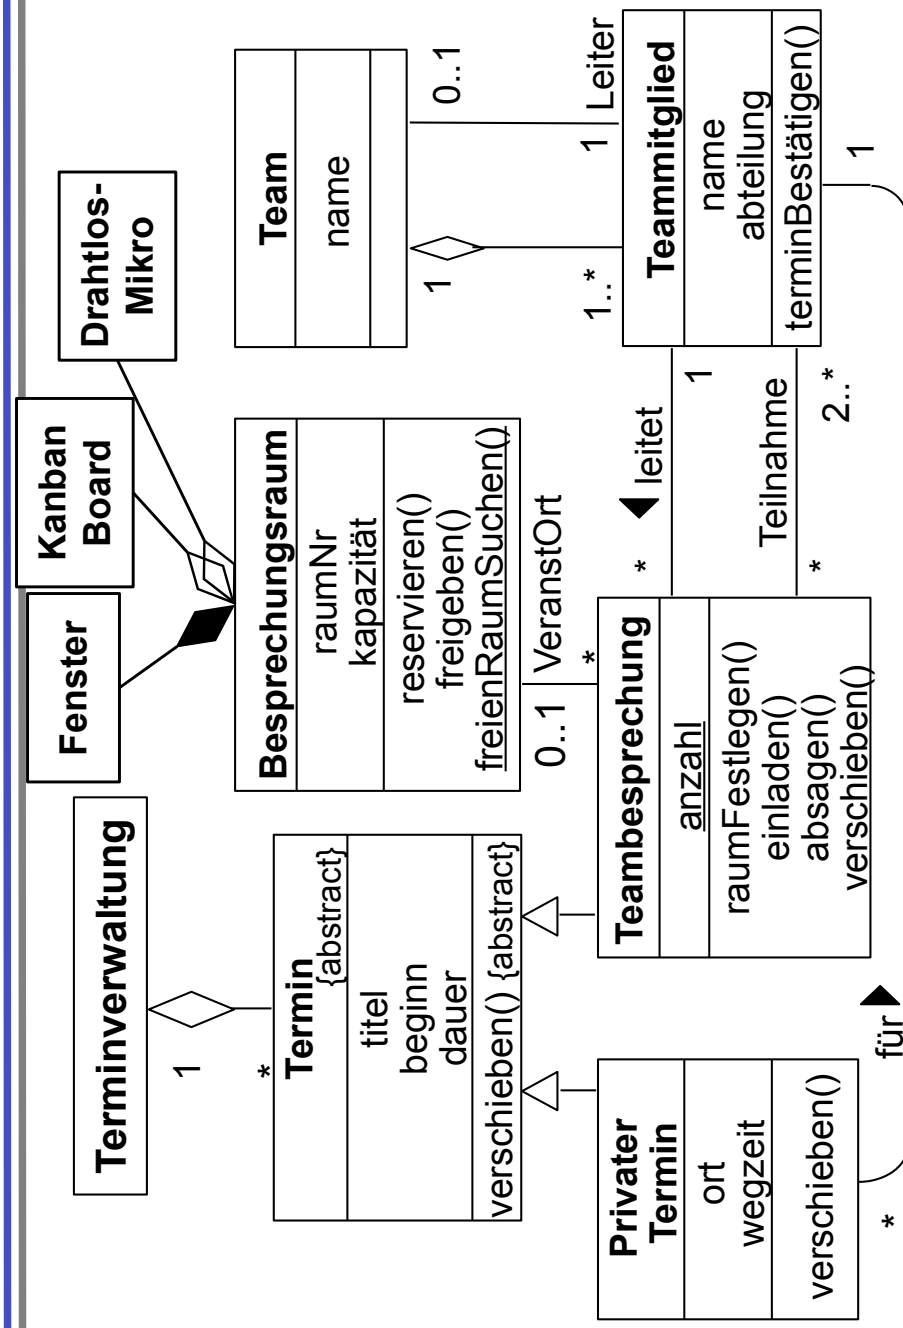 Terminverwaltung
1
*
Termin
{abstract}
titel
beginn
dauer
verschieben() {abstract}
Privater
Termin
ort
wegzeit
verschieben()
*
für
Fenster
Kanban
Board
Drahtlos-
Mikro
Besprechungsraum
raumNr
kapazität
reservieren()
freigeben()
freienRaumSuchen()
0..1
VeranstOrt
*
Teambesprechung
anzahl
raumFestlegen()
einladen()
absagen()
verschieben()
*
leitet
1
*
Teilnahme
2..*
Team
name
1
0..1
1..*
1
Leiter
Teammitglied
name
abteilung
terminBestätigen()
1